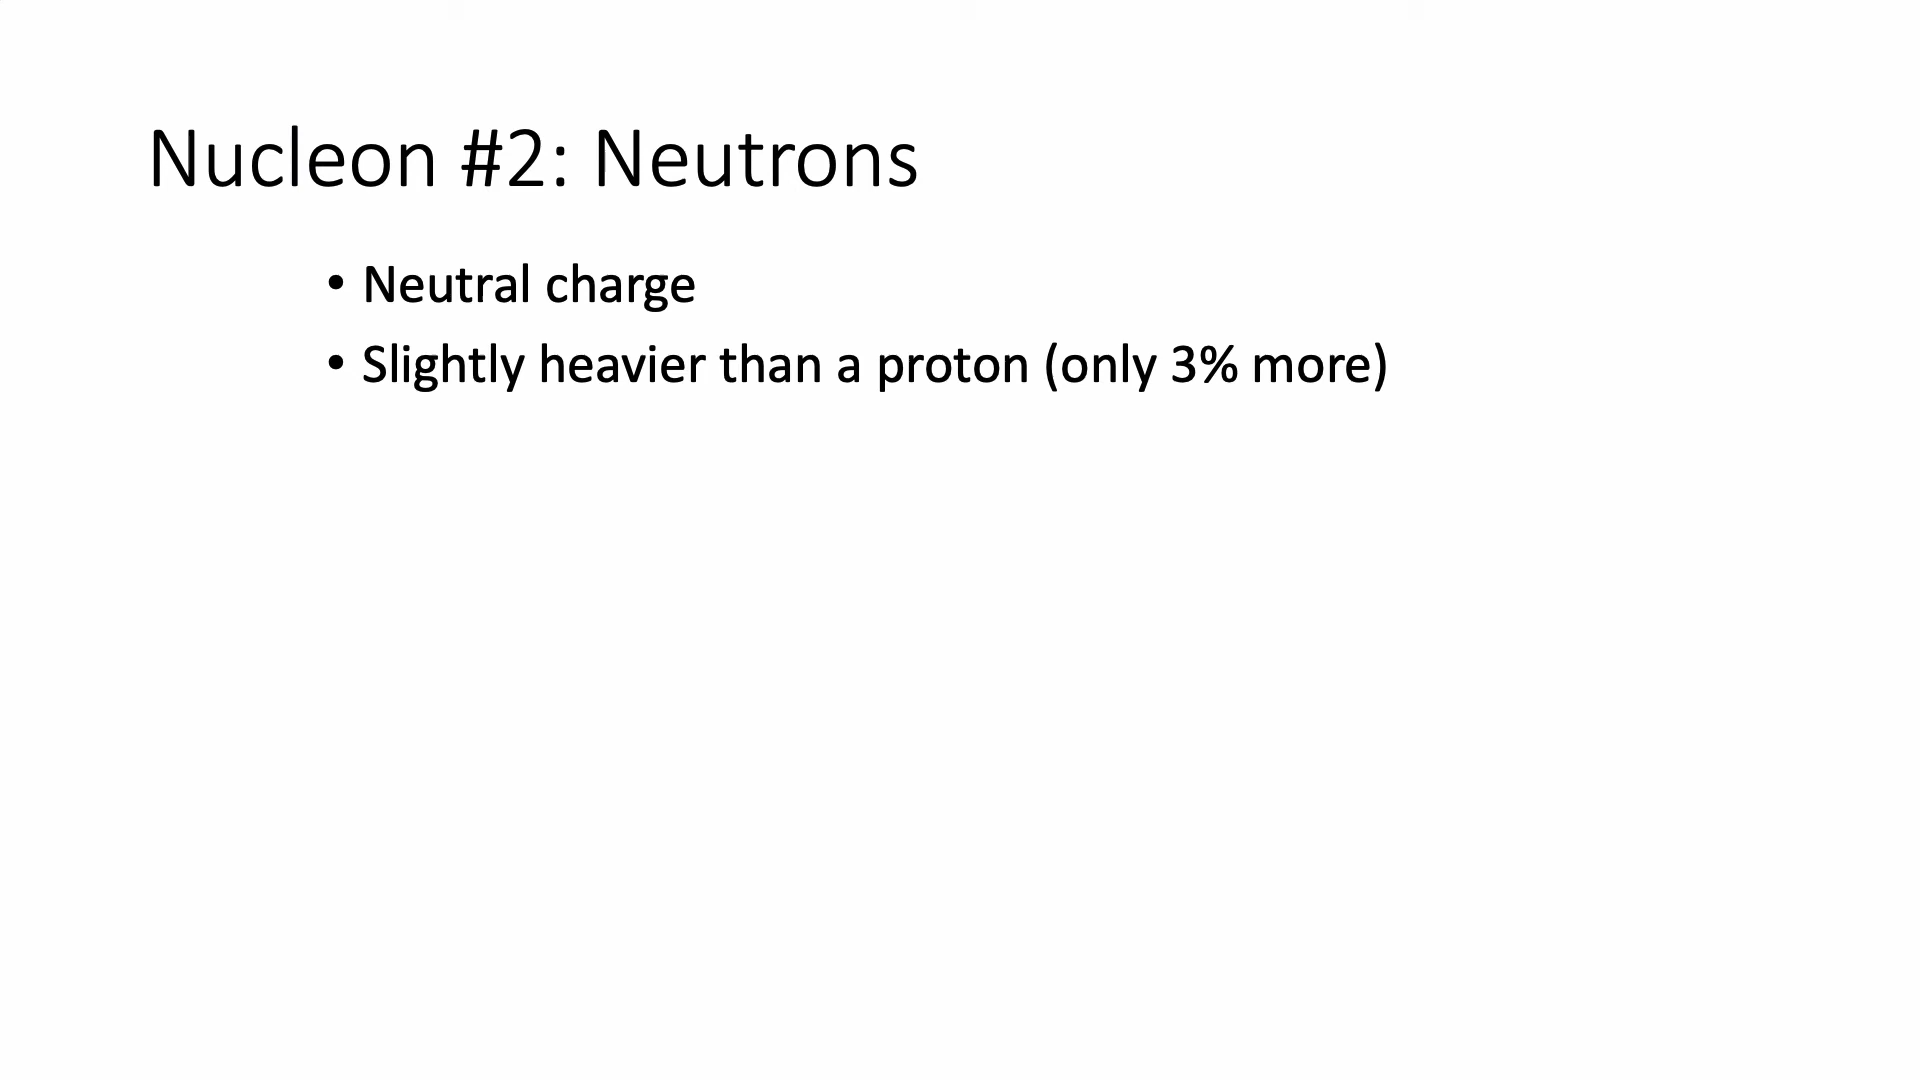 Nucleon #2: Neutrons
• Neutral charge
• Slightly heavier than a proton (only 3% more)